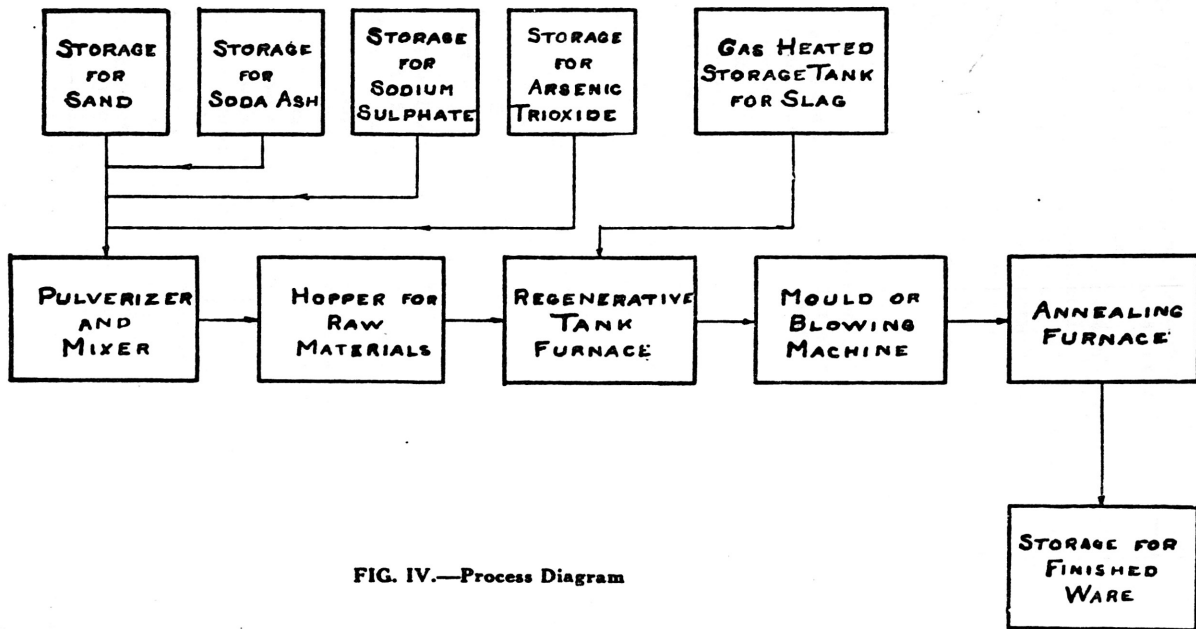 STORAGE
FOR
SAND
STORAGE
FOR
SODA ASH
STORAGE
FOR
SODIUM
SULPHATE
STORAGE
FOR
ARSENIC
TRIOXIDE
GAS HEATED
STORAGE TANK
FOR SLAG
PULVERIZER
AND
MIXER
HOPPER FOR
RAW
MATERIALS
REGENERATIVE
TANK
FURNACE
MOULD OR
BLOWING
MACHINE
ANNEALING
FURNACE
STORAGE FOR
FINISHED
WARE
FIG. IV.—Process Diagram